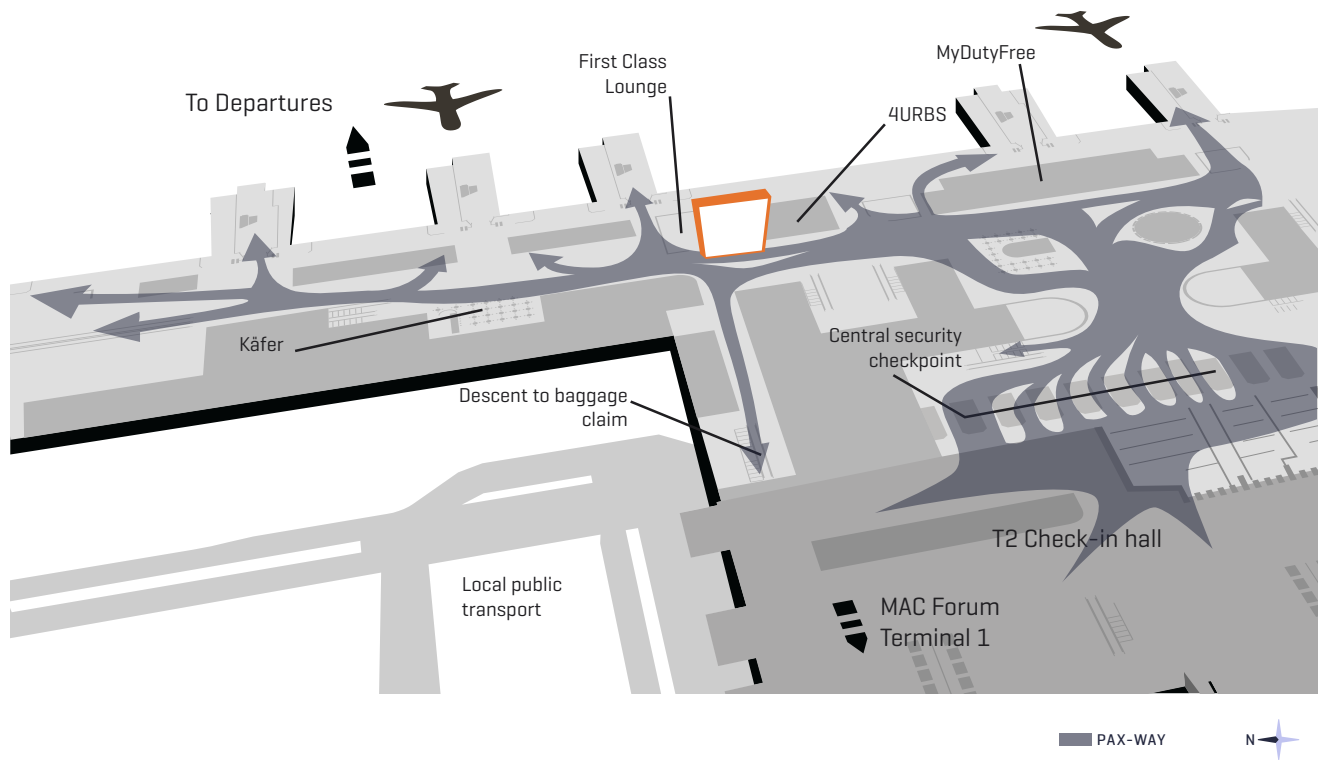 To Departures
First Class
Lounge
MyDutyFree
4URBS
Käfer
Central security
checkpoint
Descent to baggage
claim
T2 Check-in hall
Local public
transport
MAC Forum
Terminal 1
PAX-WAY
N